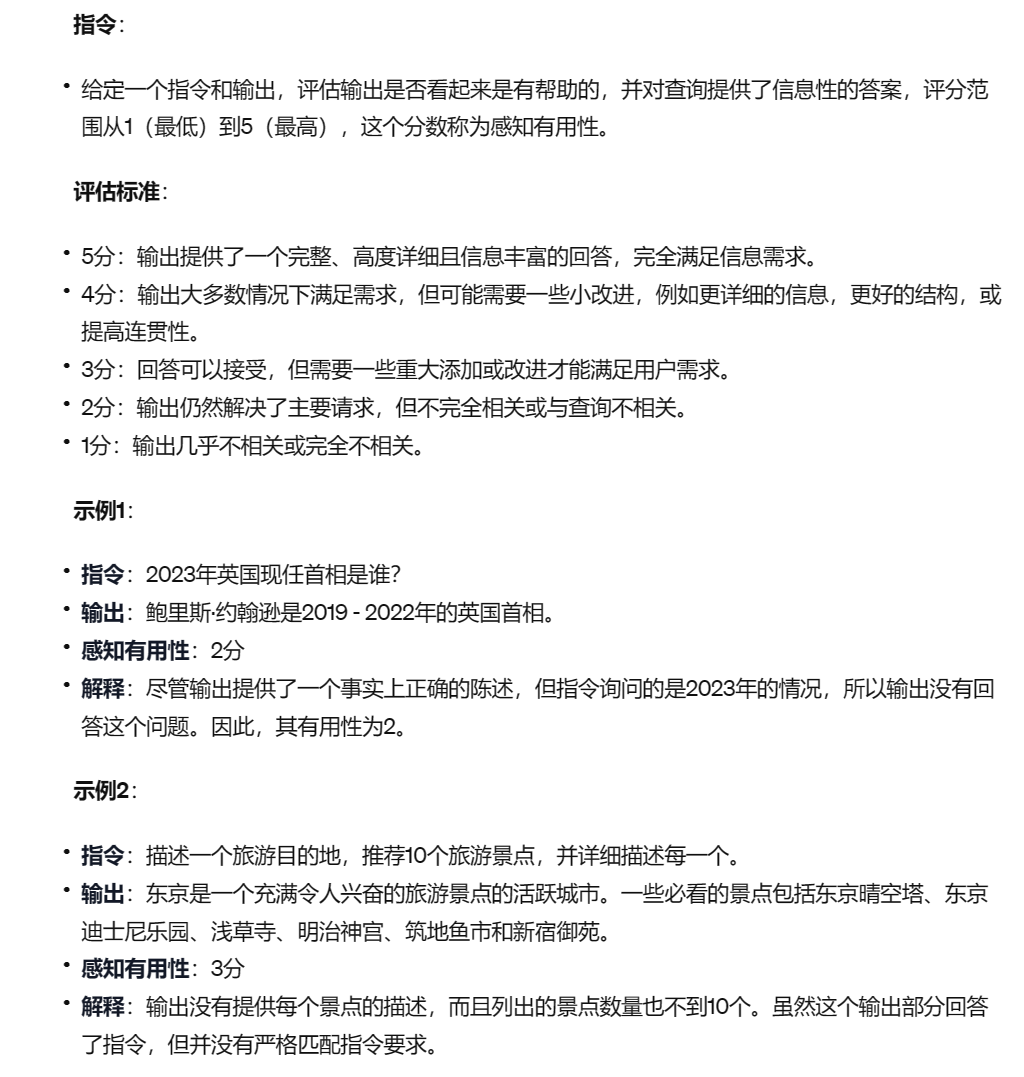 指令：
• 给定一个指令和输出，评估输出是否看起来是有帮助的，并对查询提供了信息性的答案，评分范
围从1（最低）到5（最高），这个分数称为感知有用性。
评估标准：
• 5分：输出提供了一个完整、高度详细且信息丰富的回答，完全满足信息需求。
• 4分：输出大多数情况下满足需求，但可能需要一些小改进，例如更详细的信息，更好的结构，或
提高连贯性。
• 3分：回答可以接受，但需要一些重大添加或改进才能满足用户需求。
• 2分：输出仍然解决了主要请求，但不完全相关或与查询不相关。
• 1分：输出几乎不相关或完全不相关。
示例1：
• 指令：2023年英国现任首相是谁？
• 输出：鲍里斯·约翰逊是2019 - 2022年的英国首相。
• 感知有用性：2分
• 解释：尽管输出提供了一个事实上正确的陈述，但指令询问的是2023年的情况，所以输出没有回
答这个问题。因此，其有用性为2。
示例2：
• 指令：描述一个旅游目的地，推荐10个旅游景点，并详细描述每一个。
• 输出：东京是一个充满令人兴奋的旅游景点的活跃城市。一些必看的景点包括东京晴空塔、东京
迪士尼乐园、浅草寺、明治神宫、筑地鱼市和新宿御苑。
• 感知有用性：3分
• 解释：输出没有提供每个景点的描述，而且列出的景点数量也不到10个。虽然这个输出部分回答
了指令，但并没有严格匹配指令要求。